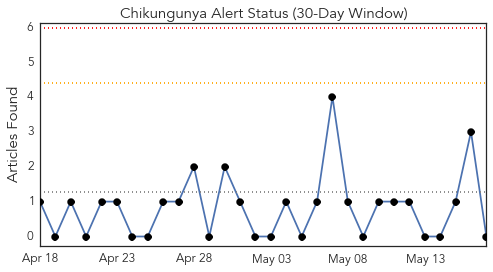 Chikungunya Alert Status (30-Day Window)
Articles Found
6
5
4
3
2
1
0
Apr 18 Apr 23 Apr 28 May 03 May 08 May 13